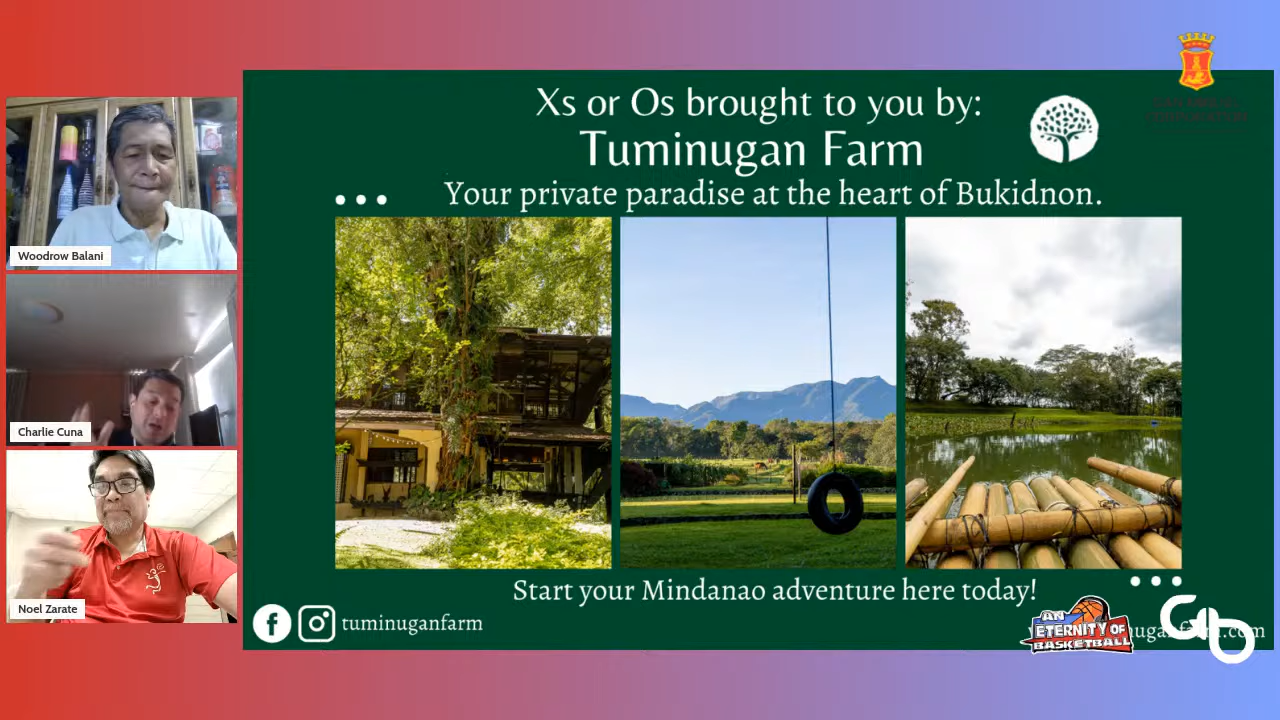 Xs or Os brought to you by:
Tuminugan Farm
Your private paradise at the heart of Bukidnon.
Woodrow Balani
Charlie Cuna
Noel Zarate
Start your Mindanao adventure here today!
tuminuganfarm
AN
ETERNITY OF
BASKETBALL
Gb